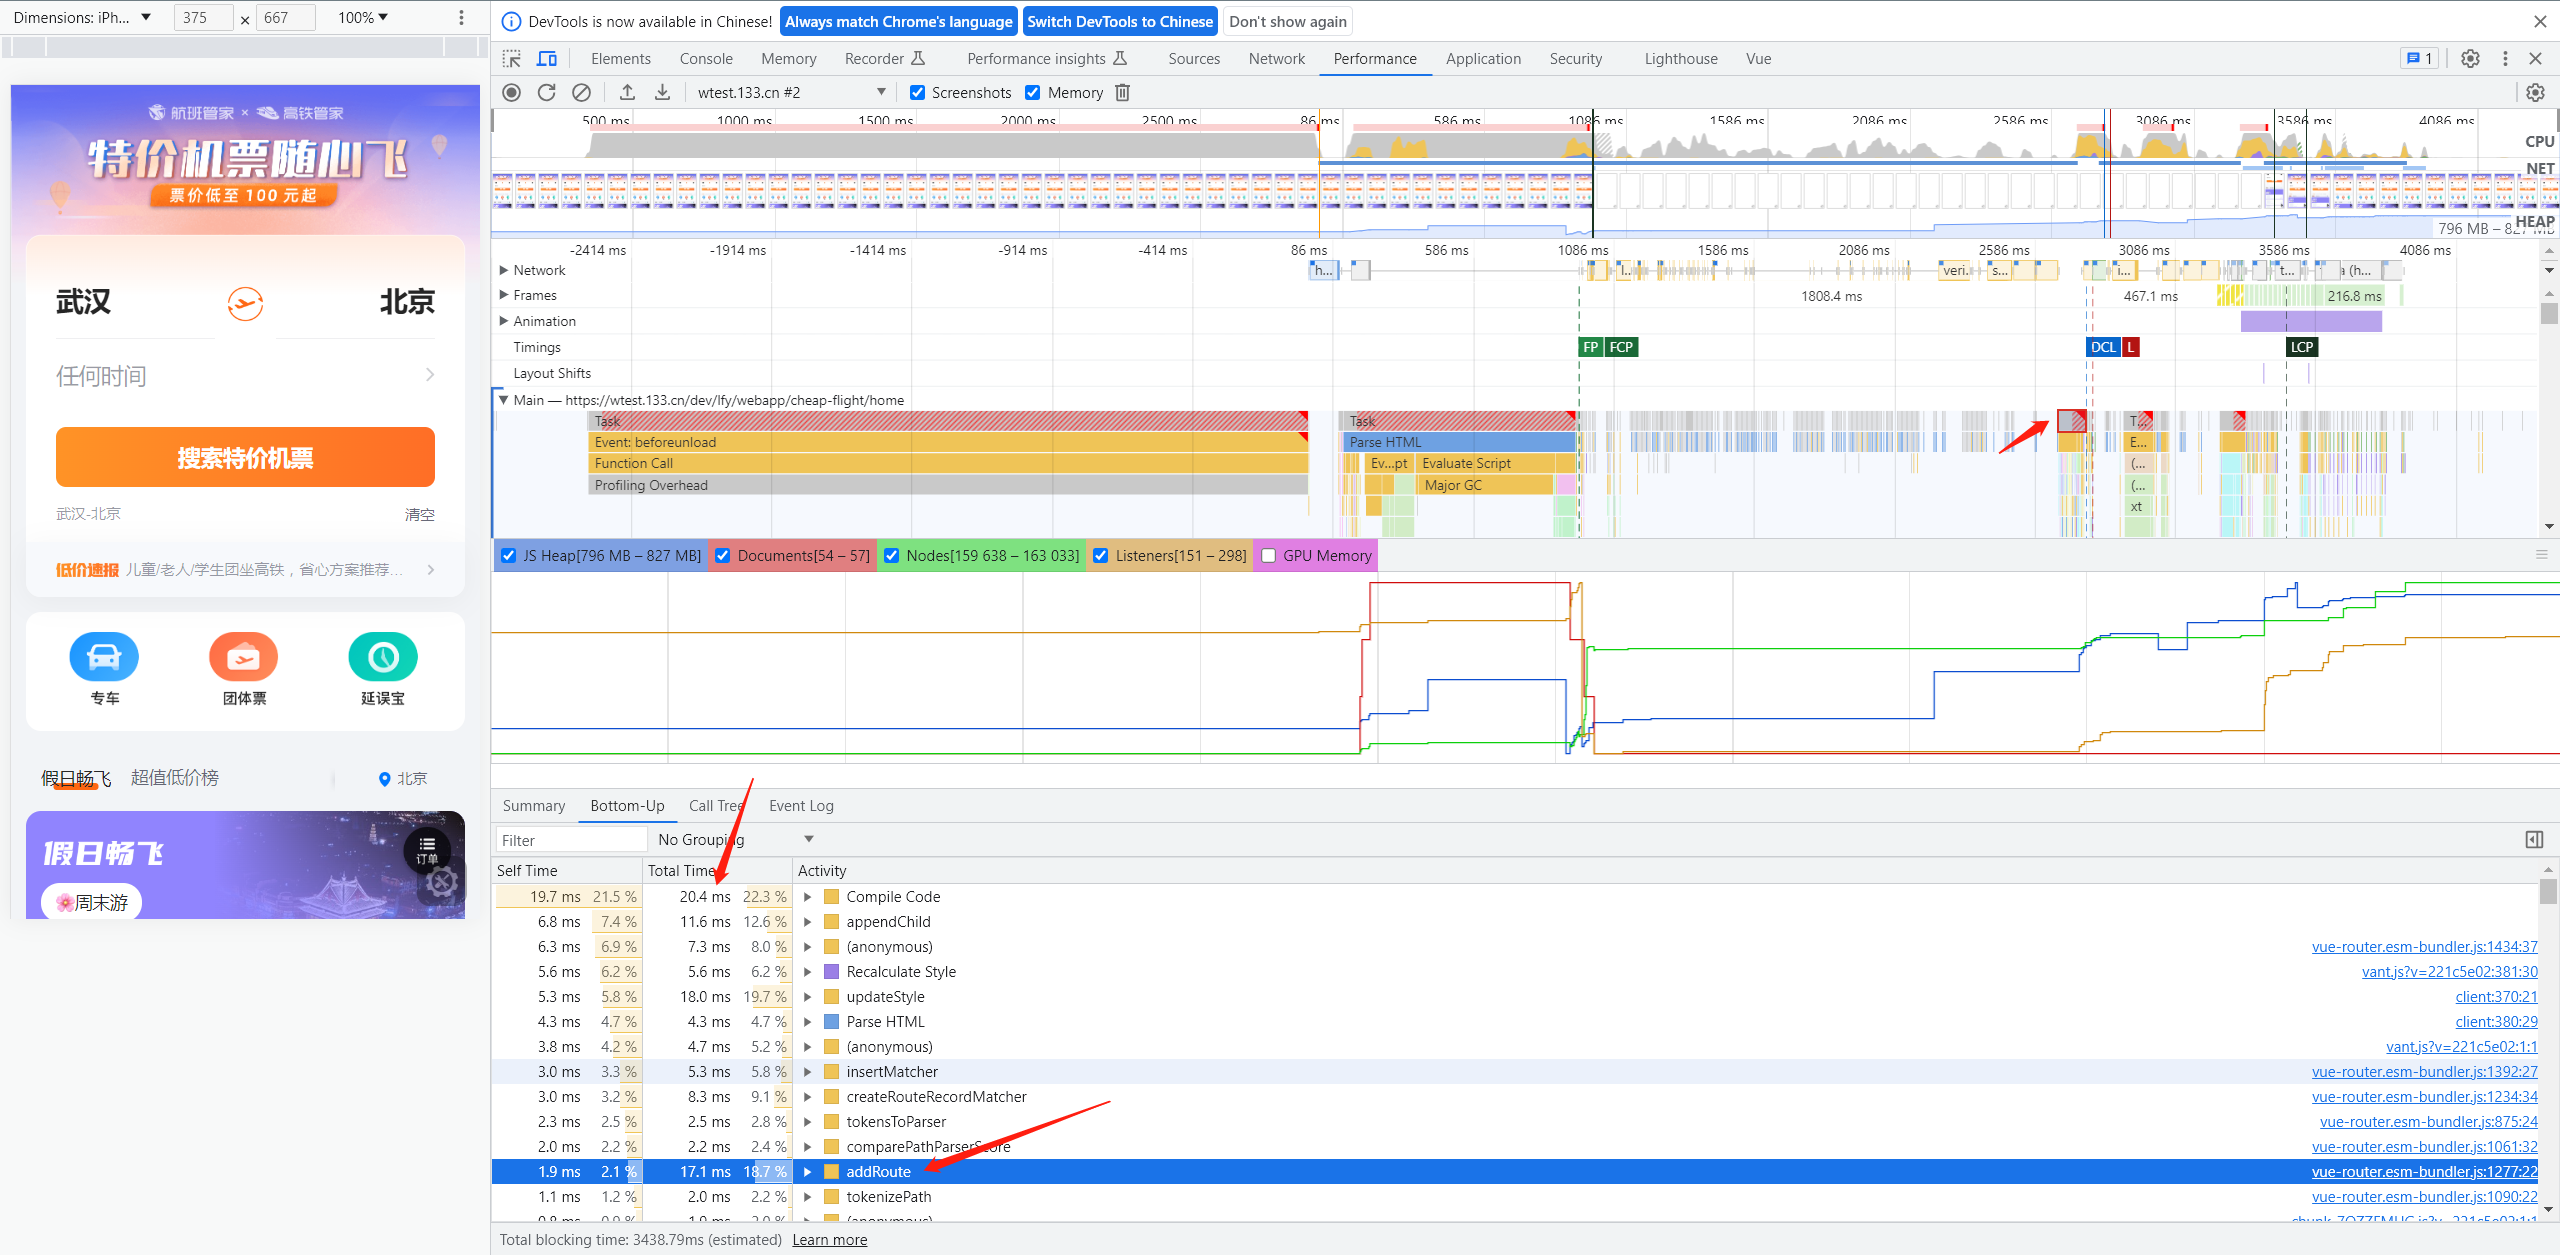 Dimensions: iPh...
375
×
667
100%
航班管家 × 高铁管家
特价机票随心飞
票价低至 100 元起
武汉
北京
任何时间
搜索特价机票
武汉-北京
清空
低价速报 儿童/老人/学生团坐高铁，省心方案推荐...
专车
团体票
延误宝
假日畅飞
超值低价榜
北京
假日畅飞
订单
🌸周末游
DevTools is now available in Chinese!
Always match Chrome's language
Switch DevTools to Chinese
Don't show again
Elements
Console
Memory
Recorder
Performance insights
Sources
Network
Performance
Application
Security
Lighthouse
Vue
1
wtest.133.cn #2
Screenshots
Memory
500 ms
1000 ms
1500 ms
2000 ms
2500 ms
86 ms
586 ms
1086 ms
1586 ms
2086 ms
2586 ms
3086 ms
3586 ms
4086 ms
CPU
NET
HEAP
796 MB – 827 MB
-2414 ms
-1914 ms
-1414 ms
-914 ms
-414 ms
86 ms
586 ms
1086 ms
1586 ms
2086 ms
2586 ms
3086 ms
3586 ms
4086 ms
Network
h...
l...
veri...
s...
i...
t...
a (h...
Frames
1808.4 ms
467.1 ms
216.8 ms
Animation
Timings
FP
FCP
DCL
L
LCP
Layout Shifts
Main — https://wtest.133.cn/dev/lfy/webapp/cheap-flight/home
Task
Task
T...
Event: beforeunload
Parse HTML
E...
Function Call
Ev...pt
Evaluate Script
(...
Profiling Overhead
Major GC
(...
xt
JS Heap[796 MB – 827 MB]
Documents[54 – 57]
Nodes[159 638 – 163 033]
Listeners[151 – 298]
GPU Memory
Summary
Bottom-Up
Call Tree
Event Log
Filter
No Grouping
Self Time
Total Time
Activity
19.7 ms 21.5 % 20.4 ms 22.3 % Compile Code
6.8 ms 7.4 % 11.6 ms 12.6 % appendChild
6.3 ms 6.9 % 7.3 ms 8.0 % (anonymous) vue-router.esm-bundler.js:1434:37
5.6 ms 6.2 % 5.6 ms 6.2 % Recalculate Style vant.js?v=221c5e02:381:30
5.3 ms 5.8 % 18.0 ms 19.7 % updateStyle client:370:21
4.3 ms 4.7 % 4.3 ms 4.7 % Parse HTML client:380:29
3.8 ms 4.2 % 4.7 ms 5.2 % (anonymous) vant.js?v=221c5e02:1:1
3.0 ms 3.3 % 5.3 ms 5.8 % insertMatcher vue-router.esm-bundler.js:1392:27
3.0 ms 3.2 % 8.3 ms 9.1 % createRouteRecordMatcher vue-router.esm-bundler.js:1234:34
2.3 ms 2.5 % 2.5 ms 2.8 % tokensToParser vue-router.esm-bundler.js:875:24
2.0 ms 2.2 % 2.2 ms 2.4 % comparePathParserScore vue-router.esm-bundler.js:1061:32
1.9 ms 2.1 % 17.1 ms 18.7 % addRoute vue-router.esm-bundler.js:1277:22
1.1 ms 1.2 % 2.0 ms 2.2 % tokenizePath vue-router.esm-bundler.js:1090:22
(anonymous)
Total blocking time: 3438.79ms (estimated)
Learn more